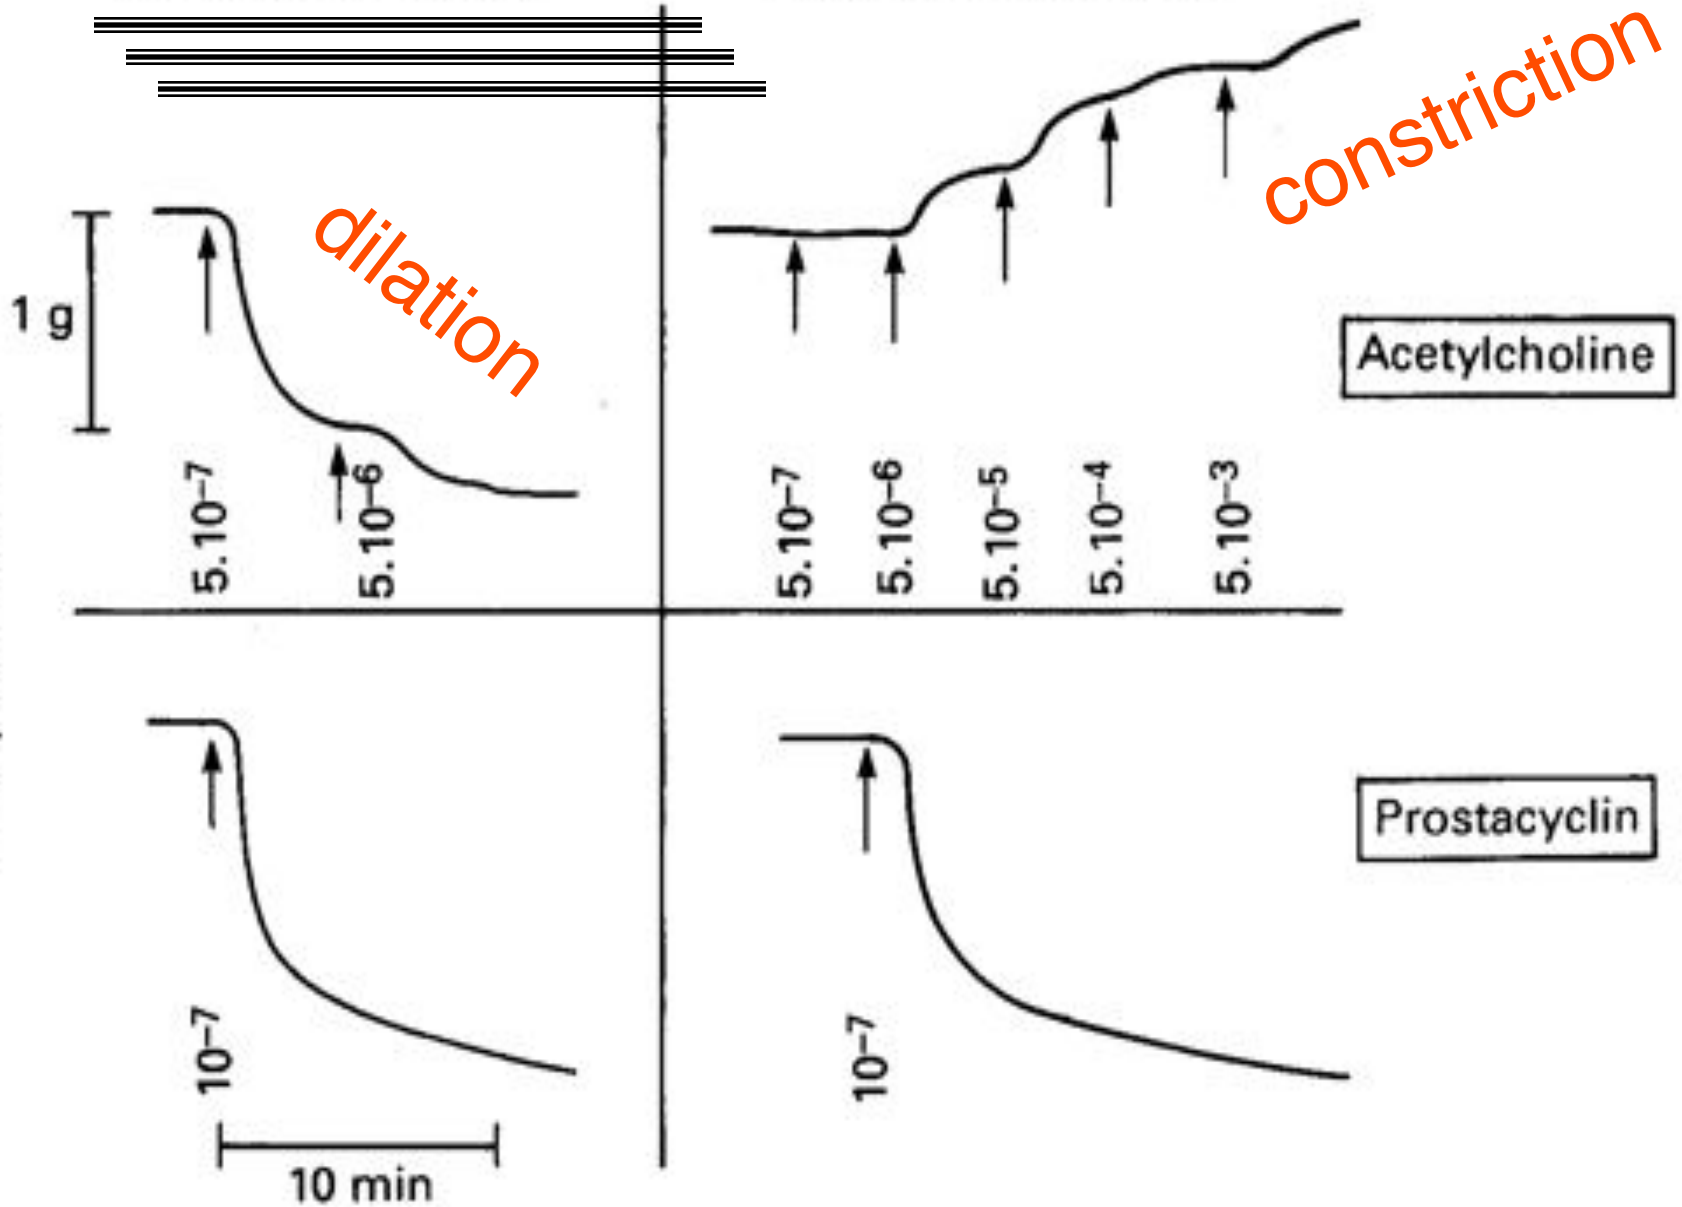 dilation
constriction
1 g
Acetylcholine
5.10⁻⁷
5.10⁻⁶
5.10⁻⁷
5.10⁻⁶
5.10⁻⁵
5.10⁻⁴
5.10⁻³
Prostacyclin
10⁻⁷
10⁻⁷
10 min